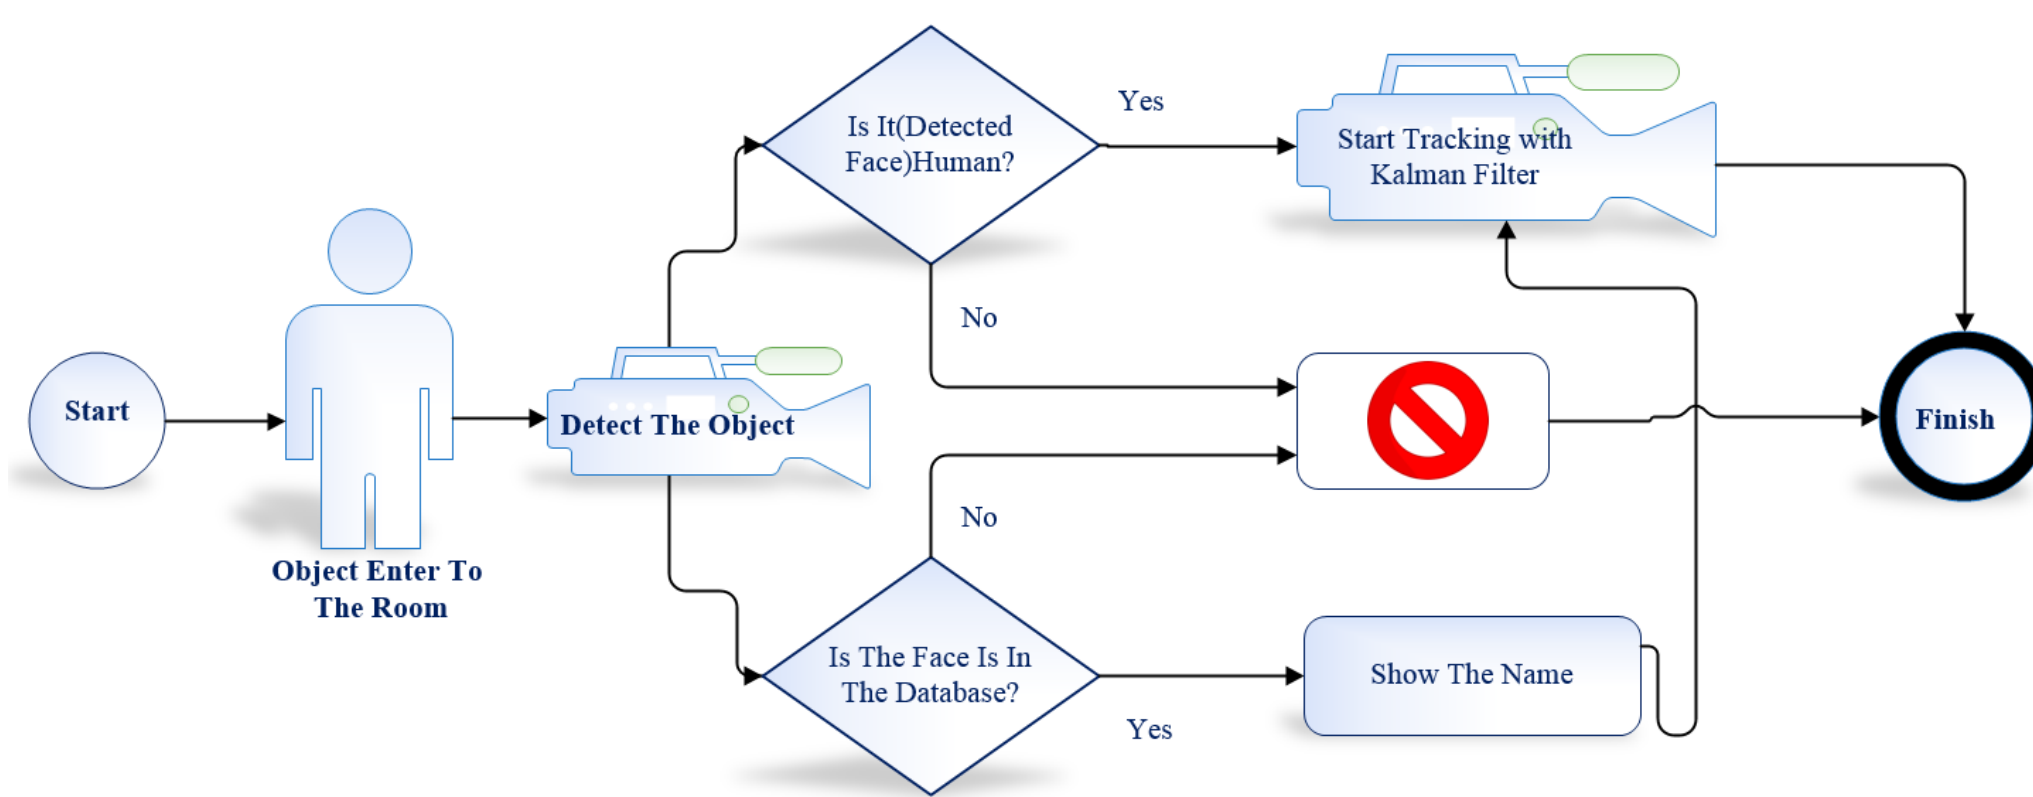 Start
Object Enter To
The Room
Detect The Object
Is It(Detected
Face)Human?
Yes
No
Start Tracking with
Kalman Filter
No
Is The Face Is In
The Database?
Yes
Show The Name
Finish